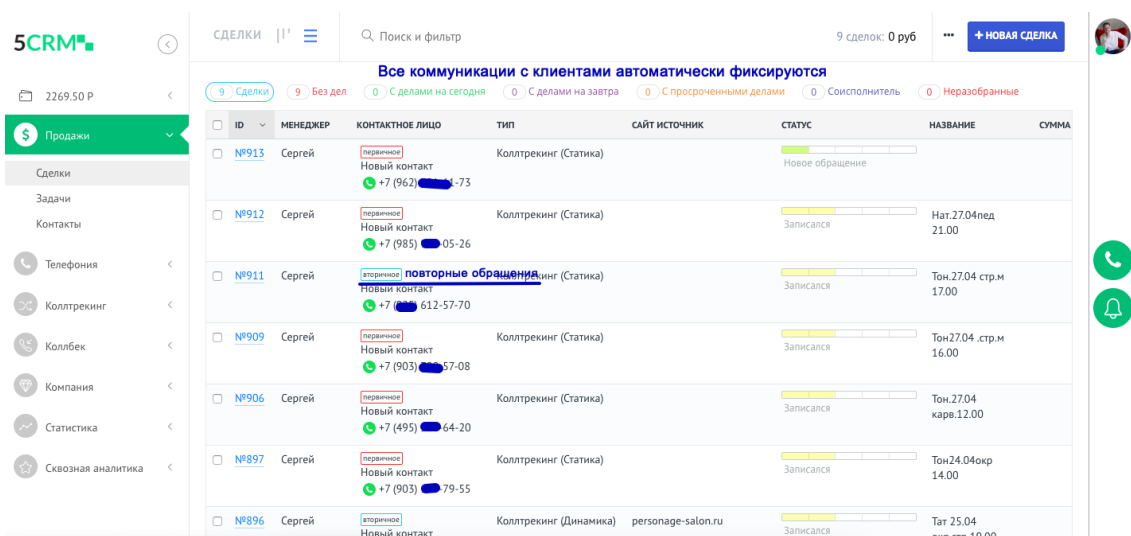 5CRM
СДЕЛКИ
Поиск и фильтр
9 сделок: 0 руб
+ НОВАЯ СДЕЛКА
Все коммуникации с клиентами автоматически фиксируются
2269.50 Р
9 Сделки 9 Без дел 0 С делами на сегодня 0 С делами на завтра 0 С просроченными делами 0 Соисполнитель 0 Неразобранные
Продажи
Сделки
Задачи
Контакты
Телефония
Коллтрекинг
Коллбек
Компания
Статистика
Сквозная аналитика
ID МЕНЕДЖЕР КОНТАКТНОЕ ЛИЦО ТИП САЙТ ИСТОЧНИК СТАТУС НАЗВАНИЕ СУММА
№913 Сергей первичное Коллтрекинг (Статика)
Новый контакт Новое обращение
+7 (962) -73
№912 Сергей первичное Коллтрекинг (Статика) Нат.27.04пед
Новый контакт Записался 21.00
+7 (985) -05-26
№911 Сергей вторичное повторные обращения Коллтрекинг (Статика) Тон.27.04 стр.м
Новый контакт Записался 17.00
+7 ( 612-57-70
№909 Сергей первичное Коллтрекинг (Статика) Тон27.04 .стр.м
Новый контакт Записался 16.00
+7 (903) 57-08
№906 Сергей первичное Коллтрекинг (Статика) Тон.27.04
Новый контакт Записался карв.12.00
+7 (495) -64-20
№897 Сергей первичное Коллтрекинг (Статика) Тон24.04окр
Новый контакт Записался 14.00
+7 (903) -79-55
№896 Сергей вторичное Коллтрекинг (Динамика) personage-salon.ru Тат 25.04
Новый контакт Записался